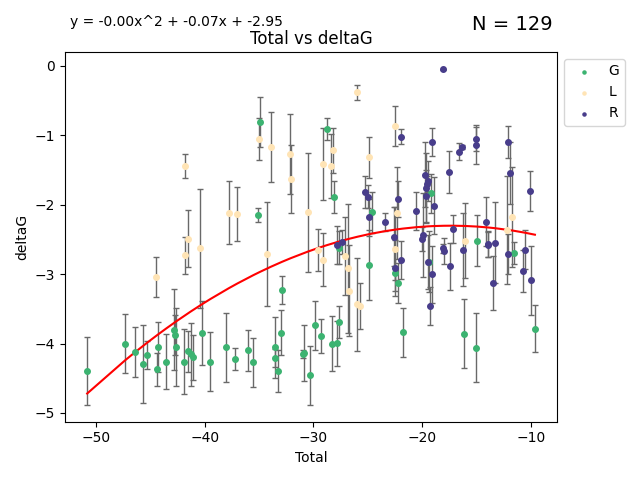 y = -0.00x^2 + -0.07x + -2.95
N = 129
Total vs deltaG
G
L
R
deltaG
0
−1
−2
−3
−4
−5
−50
−40
−30
−20
−10
Total